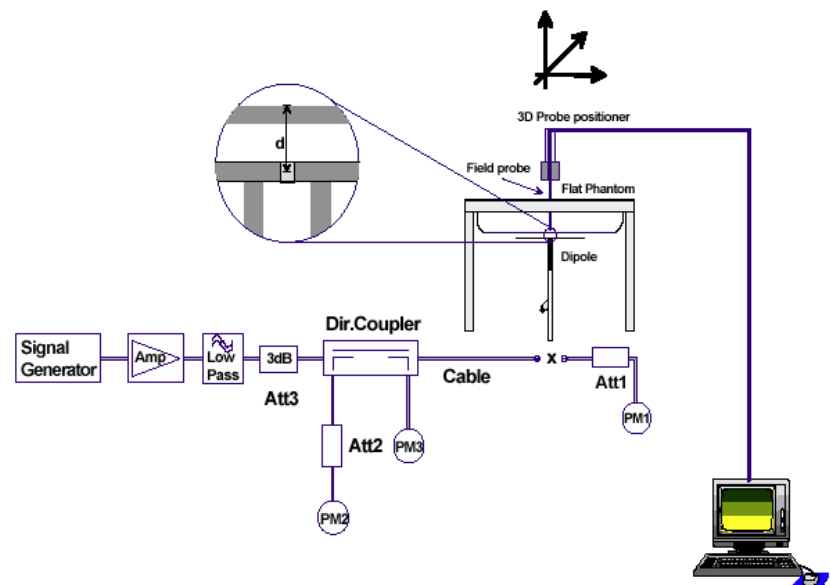 3D Probe positioner
d
Field probe
Flat Phantom
Dipole
Dir.Coupler
Signal
Generator
Amp
Low
Pass
3dB
Att3
Cable
x
Att1
PM1
Att2
PM3
PM2